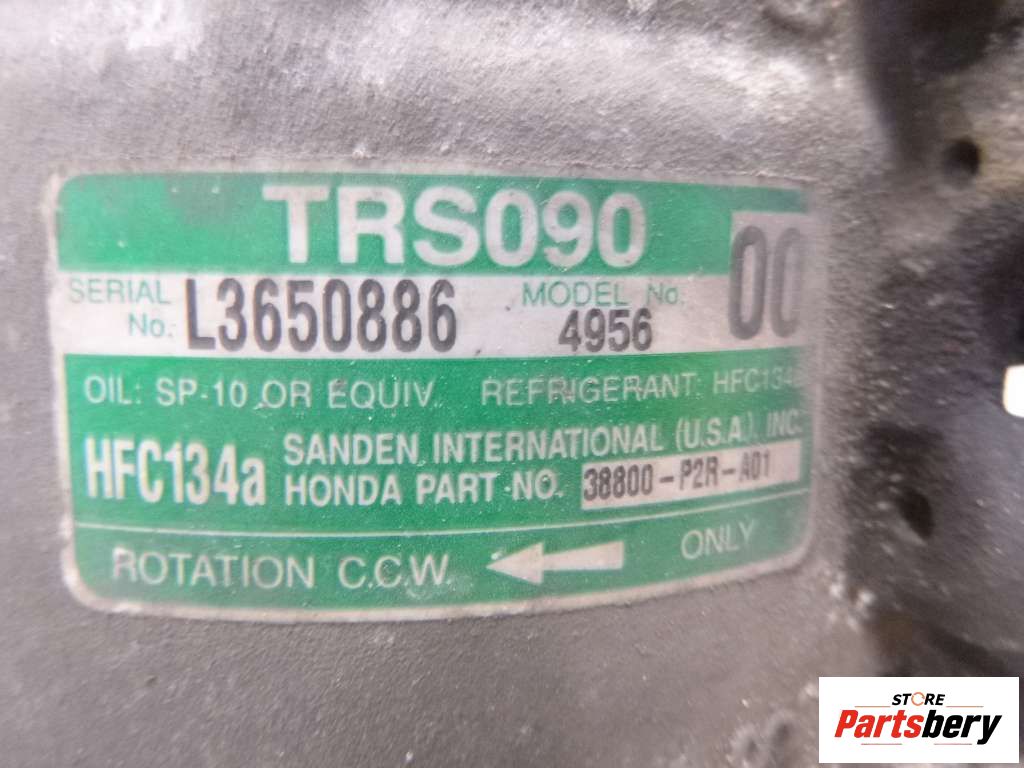 TRS090
00
SERIAL No. L3650886
MODEL No. 4956
OIL: SP-10 OR EQUIV. REFRIGERANT: HFC134a
HFC134a
SANDEN INTERNATIONAL (U.S.A.), INC.
HONDA PART NO. 38800-P2R-A01
ROTATION C.C.W. ONLY
STORE
Partsbery